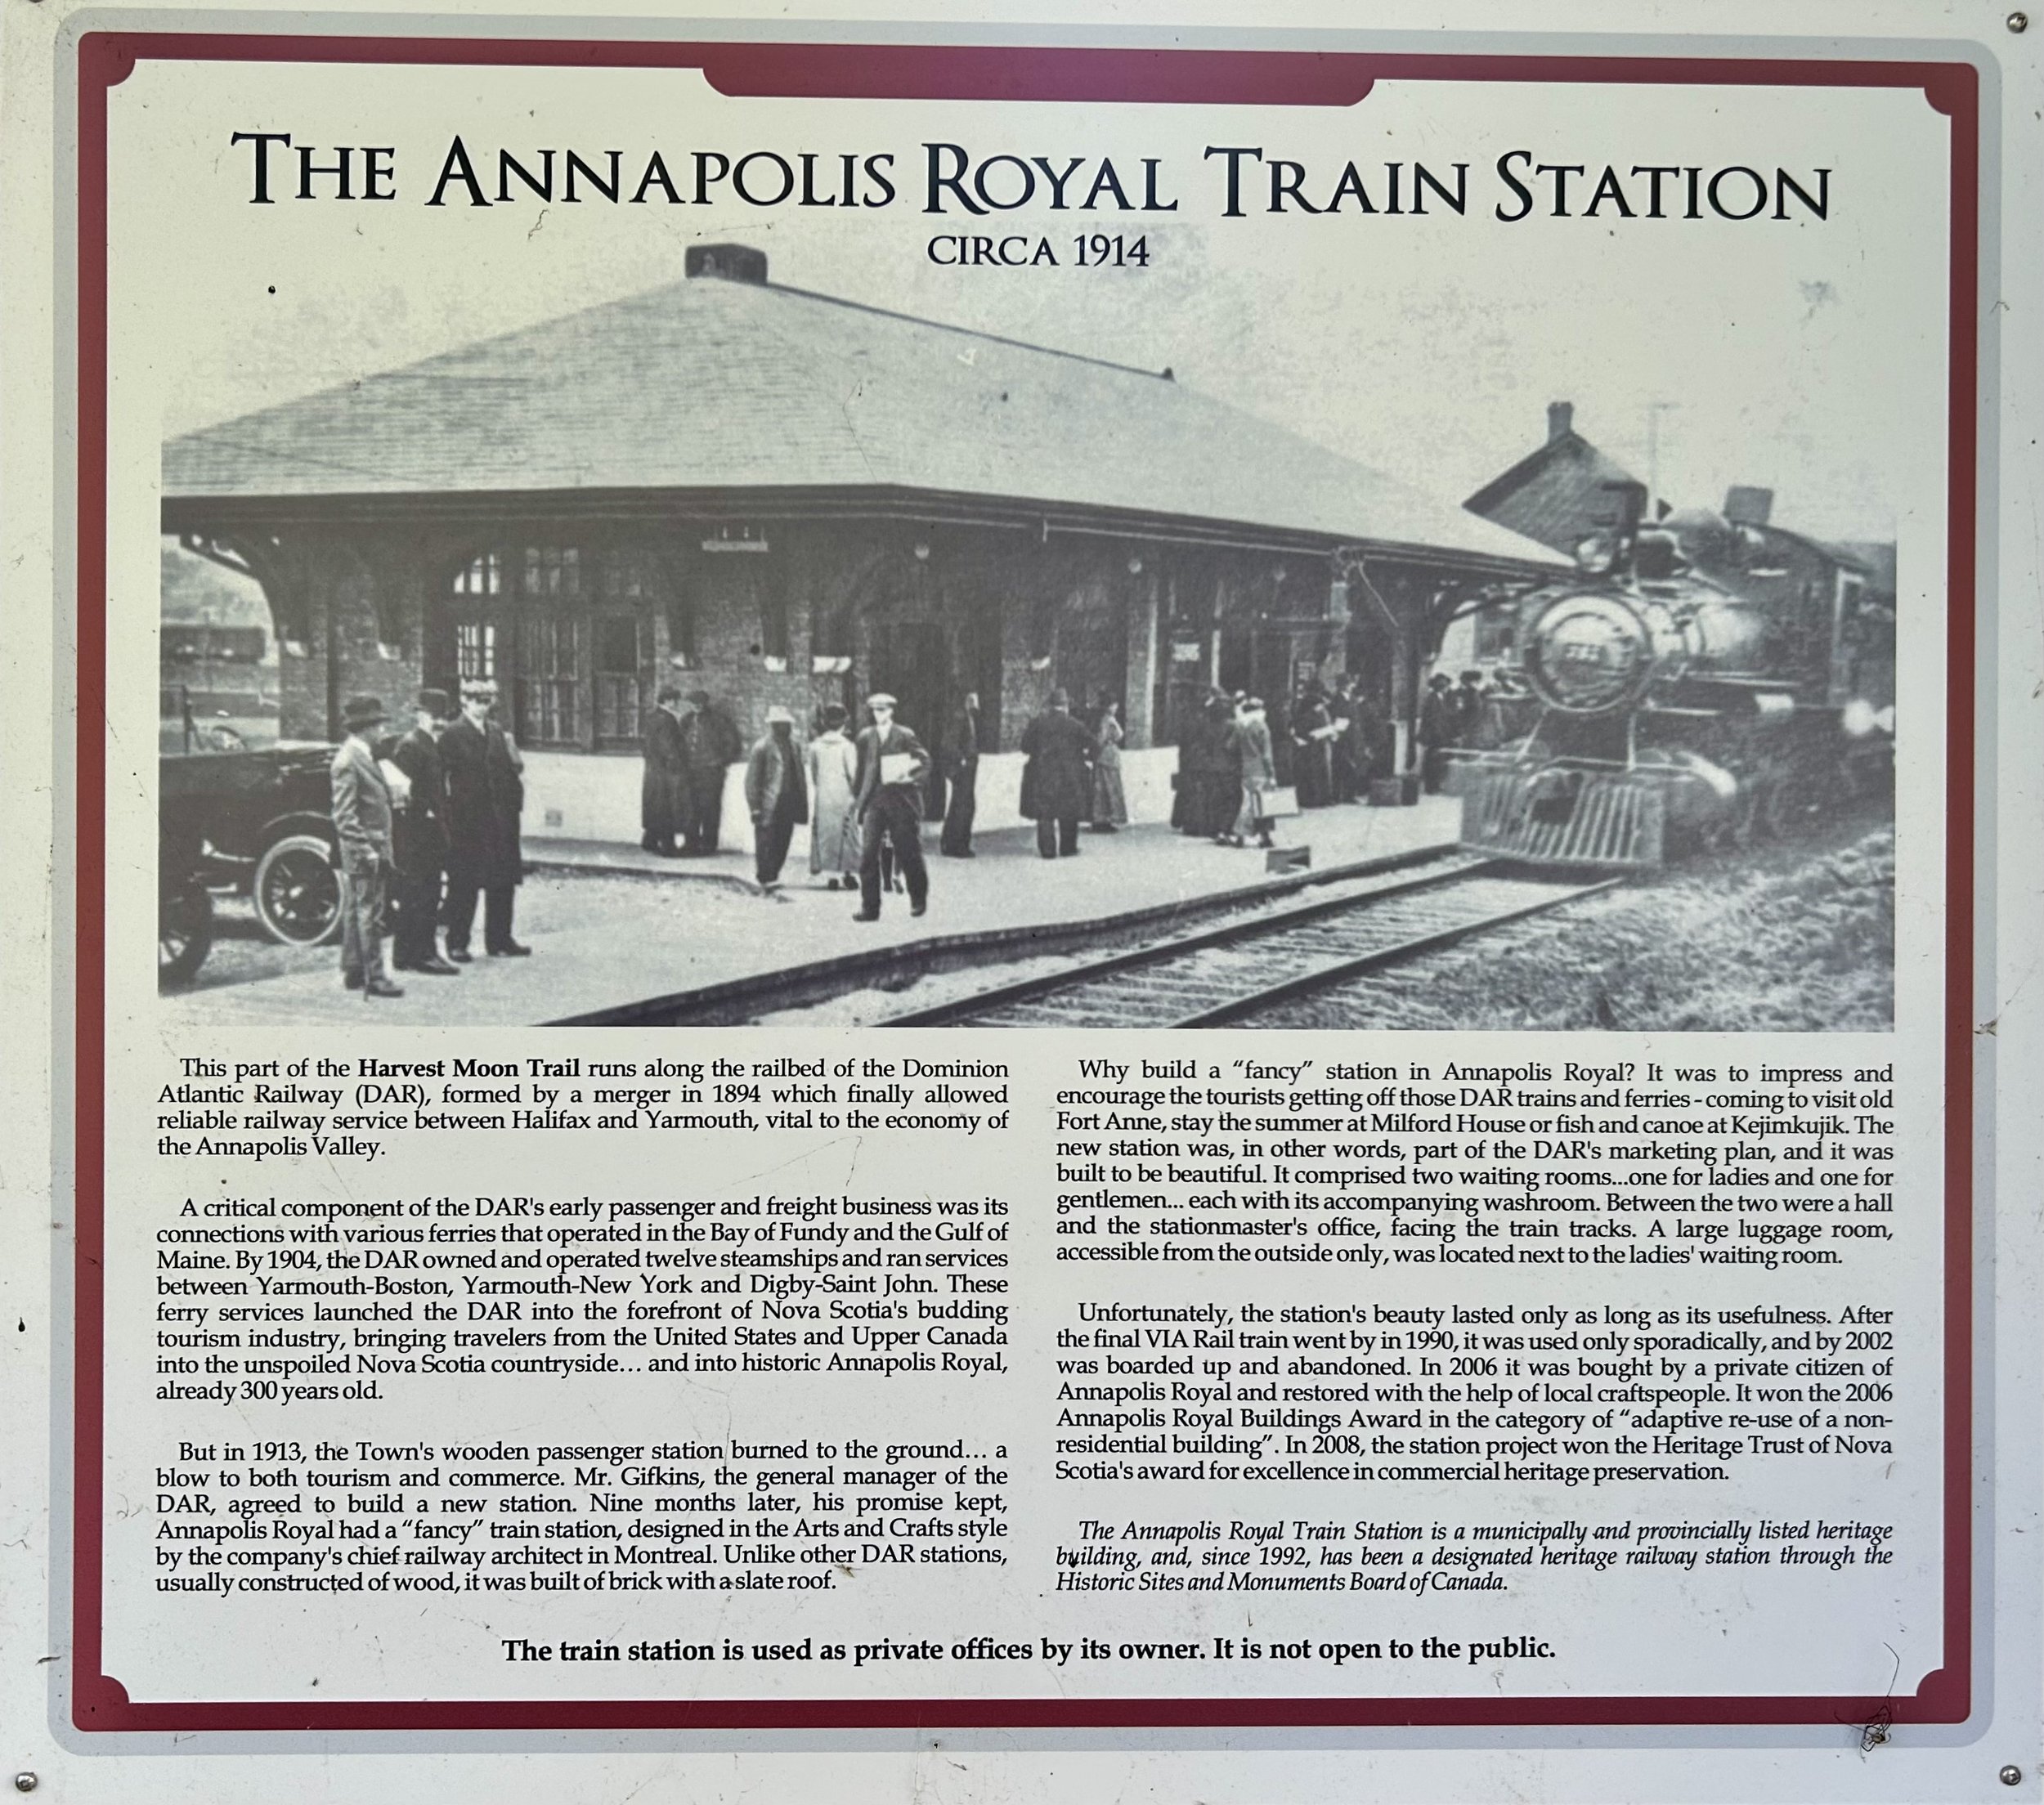 THE ANNAPOLIS ROYAL TRAIN STATION
CIRCA 1914
This part of the Harvest Moon Trail runs along the railbed of the Dominion
Atlantic Railway (DAR), formed by a merger in 1894 which finally allowed
reliable railway service between Halifax and Yarmouth, vital to the economy of
the Annapolis Valley.
A critical component of the DAR's early passenger and freight business was its
connections with various ferries that operated in the Bay of Fundy and the Gulf of
Maine. By 1904, the DAR owned and operated twelve steamships and ran services
between Yarmouth-Boston, Yarmouth-New York and Digby-Saint John. These
ferry services launched the DAR into the forefront of Nova Scotia's budding
tourism industry, bringing travelers from the United States and Upper Canada
into the unspoiled Nova Scotia countryside... and into historic Annapolis Royal,
already 300 years old.
But in 1913, the Town's wooden passenger station burned to the ground... a
blow to both tourism and commerce. Mr. Gifkins, the general manager of the
DAR, agreed to build a new station. Nine months later, his promise kept,
Annapolis Royal had a “fancy” train station, designed in the Arts and Crafts style
by the company's chief railway architect in Montreal. Unlike other DAR stations,
usually constructed of wood, it was built of brick with a slate roof.
Why build a “fancy” station in Annapolis Royal? It was to impress and
encourage the tourists getting off those DAR trains and ferries - coming to visit old
Fort Anne, stay the summer at Milford House or fish and canoe at Kejimkujik. The
new station was, in other words, part of the DAR's marketing plan, and it was
built to be beautiful. It comprised two waiting rooms...one for ladies and one for
gentlemen... each with its accompanying washroom. Between the two were a hall
and the stationmaster's office, facing the train tracks. A large luggage room,
accessible from the outside only, was located next to the ladies' waiting room.
Unfortunately, the station's beauty lasted only as long as its usefulness. After
the final VIA Rail train went by in 1990, it was used only sporadically, and by 2002
was boarded up and abandoned. In 2006 it was bought by a private citizen of
Annapolis Royal and restored with the help of local craftspeople. It won the 2006
Annapolis Royal Buildings Award in the category of “adaptive re-use of a non-
residential building”. In 2008, the station project won the Heritage Trust of Nova
Scotia's award for excellence in commercial heritage preservation.
The Annapolis Royal Train Station is a municipally and provincially listed heritage
building, and, since 1992, has been a designated heritage railway station through the
Historic Sites and Monuments Board of Canada.
The train station is used as private offices by its owner. It is not open to the public.